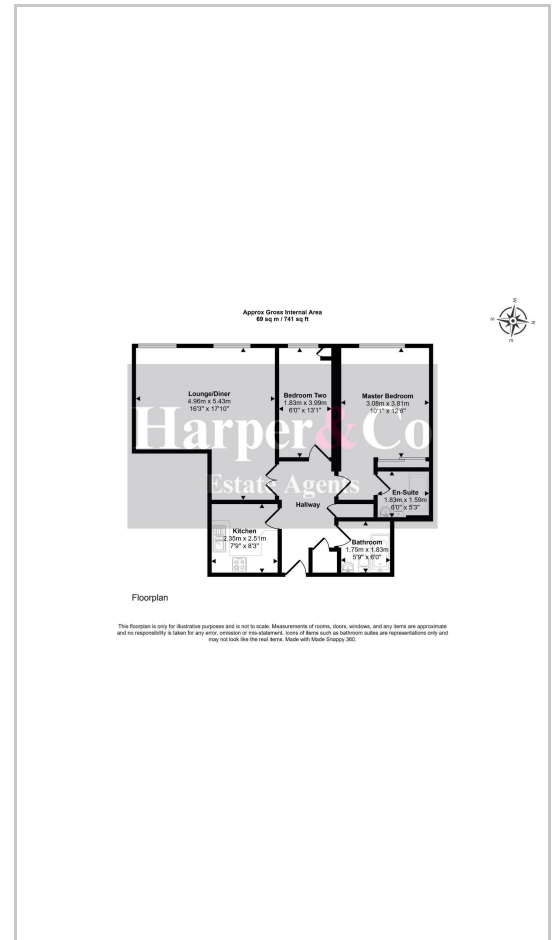 Approx Gross Internal Area
69 sq m / 741 sq ft
W
S
N
E
Lounge/Diner
4.96m x 5.43m
16'3" x 17'10"
Bedroom Two
1.83m x 3.99m
6'0" x 13'1"
Master Bedroom
3.08m x 3.81m
10'1" x 12'6"
Harper & Co
Estate Agents
En-Suite
1.83m x 1.59m
6'0" x 5'3"
Hallway
Kitchen
2.35m x 2.51m
7'9" x 8'3"
Bathroom
1.75m x 1.83m
5'9" x 6'0"
Floorplan
This floorplan is only for illustrative purposes and is not to scale. Measurements of rooms, doors, windows, and any items are approximate
and no responsibility is taken for any error, omission or mis-statement. Icons of items such as bathroom suites are representations only and
may not look like the real items. Made with Made Snappy 360.